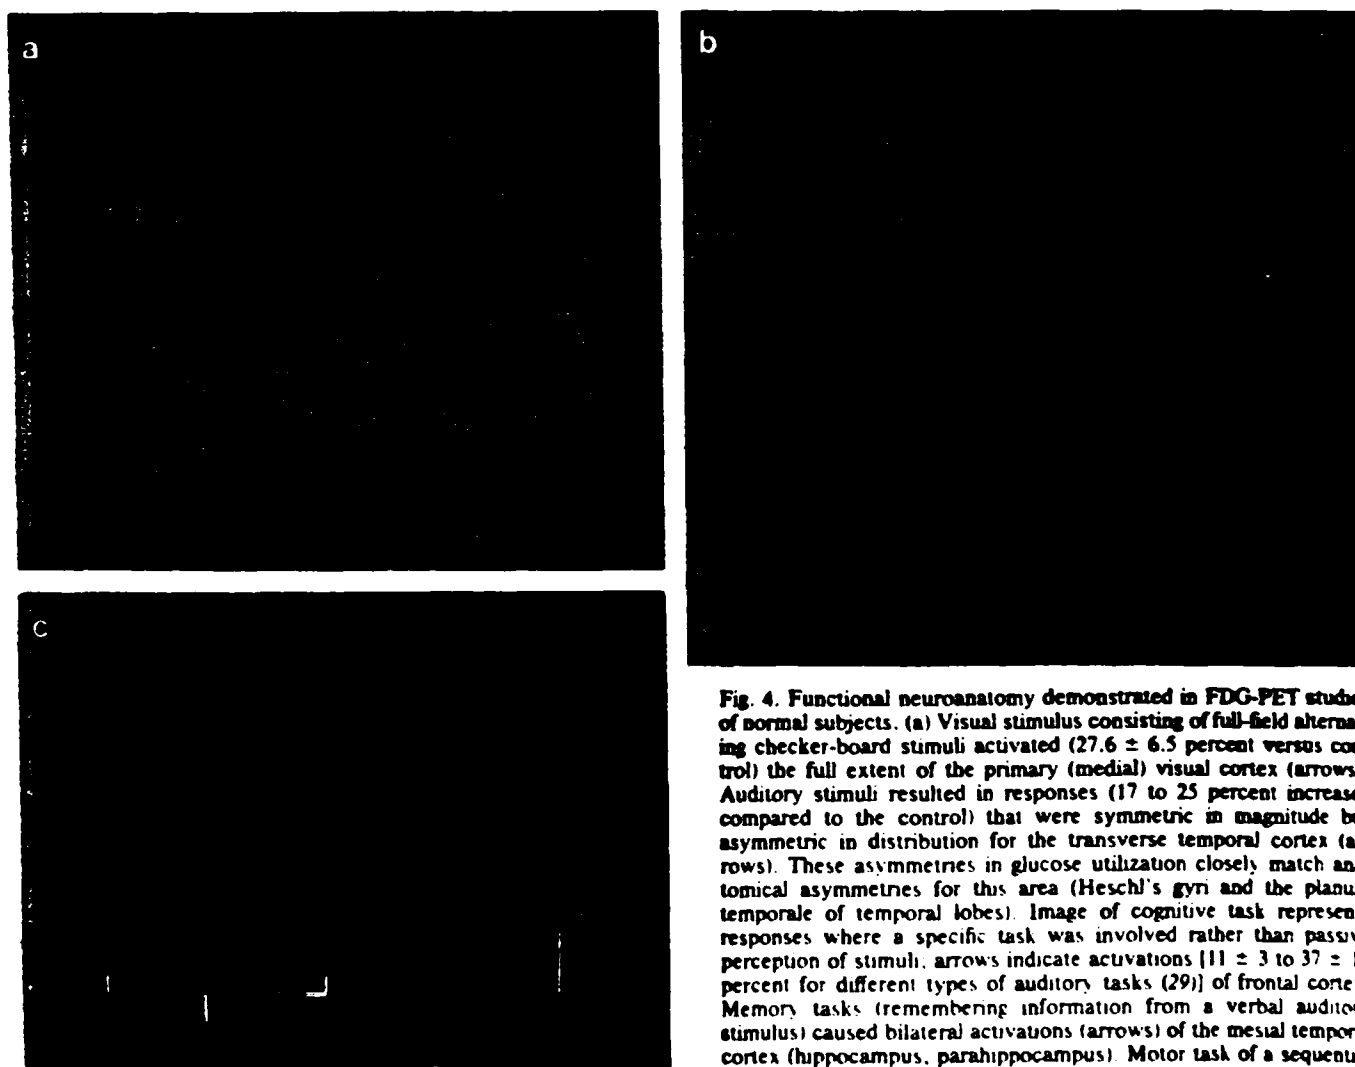 a
b
c
Fig. 4. Functional neuroanatomy demonstrated in FDG-PET studie
of normal subjects. (a) Visual stimulus consisting of full-field alterna
ing checker-board stimuli activated (27.6 ± 6.5 percent versus con
trol) the full extent of the primary (medial) visual cortex (arrows
Auditory stimuli resulted in responses (17 to 25 percent increase
compared to the control) that were symmetric in magnitude bu
asymmetric in distribution for the transverse temporal cortex (a
rows). These asymmetries in glucose utilization closely match ana
tomical asymmetries for this area (Heschl's gyri and the planu
temporale of temporal lobes). Image of cognitive task represen
responses where a specific task was involved rather than passiv
perception of stimuli; arrows indicate activations [11 ± 3 to 37 ±
percent for different types of auditory tasks (29)] of frontal corte
Memory tasks (remembering information from a verbal audito
stimulus) caused bilateral activations (arrows) of the mesial tempor
cortex (hippocampus, parahippocampus). Motor task of a sequentu